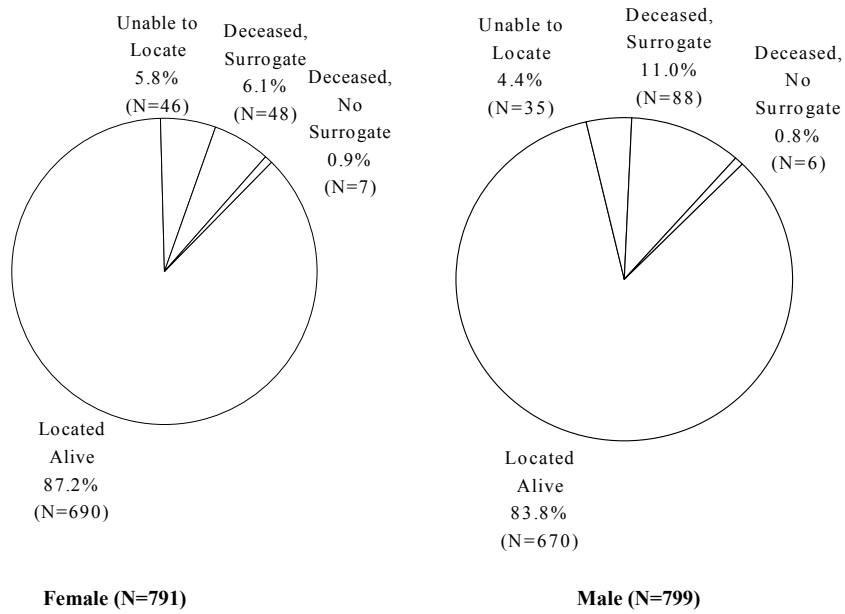 Unable to
Locate
5.8%
(N=46)
Deceased,
Surrogate
6.1%
(N=48)
Deceased,
No
Surrogate
0.9%
(N=7)
Located
Alive
87.2%
(N=690)
Female (N=791)
Unable to
Locate
4.4%
(N=35)
Deceased,
Surrogate
11.0%
(N=88)
Deceased,
No
Surrogate
0.8%
(N=6)
Located
Alive
83.8%
(N=670)
Male (N=799)